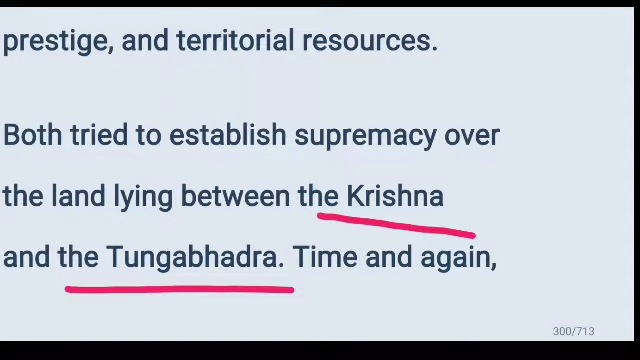 prestige, and territorial resources.
Both tried to establish supremacy over
the land lying between the Krishna
and the Tungabhadra. Time and again,
300/713